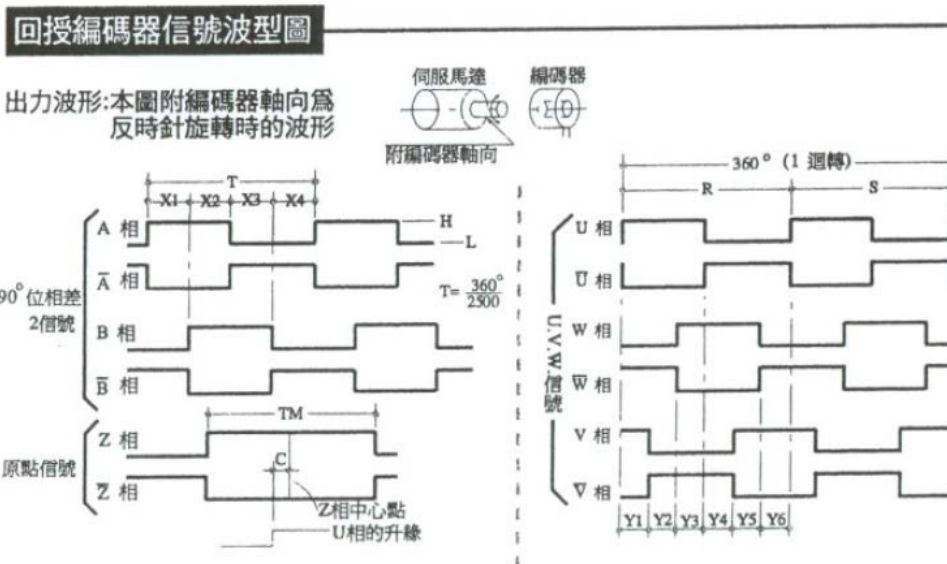 回授編碼器信號波型圖
出力波形:本圖附編碼器軸向爲
反時針旋轉時的波形
伺服馬達
編碼器
附編碼器軸向
T
X1 X2 X3 X4
A 相
H
L
A̅ 相
T= 360°/2500
90°位相差
2信號
B 相
B̅ 相
TM
Z 相
原點信號
C
Z̅ 相
Z相中心點
U相的升緣
360° (1 迴轉)
R
S
U 相
U̅ 相
U.V.W.信號
W 相
W̅ 相
V 相
V̅ 相
Y1 Y2 Y3 Y4 Y5 Y6